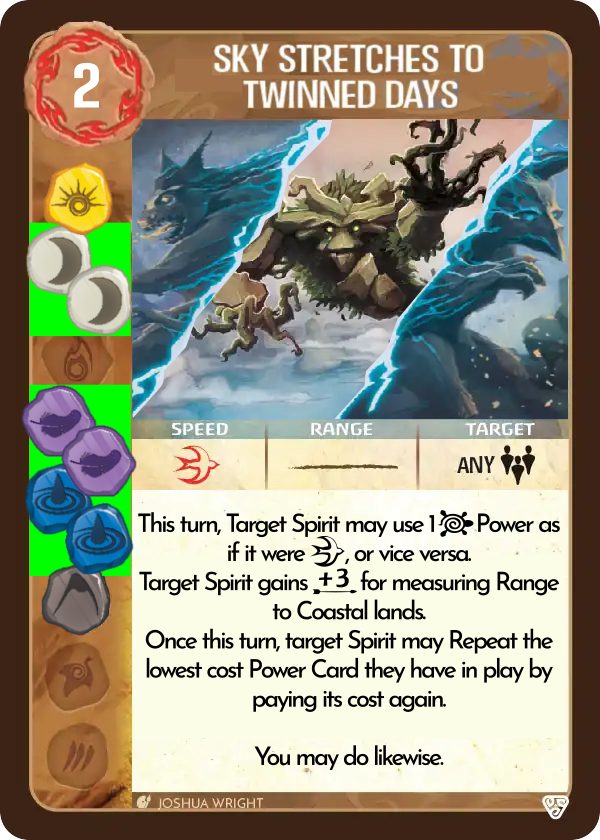 2
SKY STRETCHES TO
TWINNED DAYS
SPEED RANGE TARGET
ANY
This turn, Target Spirit may use 1 Power as
if it were , or vice versa.
Target Spirit gains +3 for measuring Range
to Coastal lands.
Once this turn, target Spirit may Repeat the
lowest cost Power Card they have in play by
paying its cost again.
You may do likewise.
JOSHUA WRIGHT